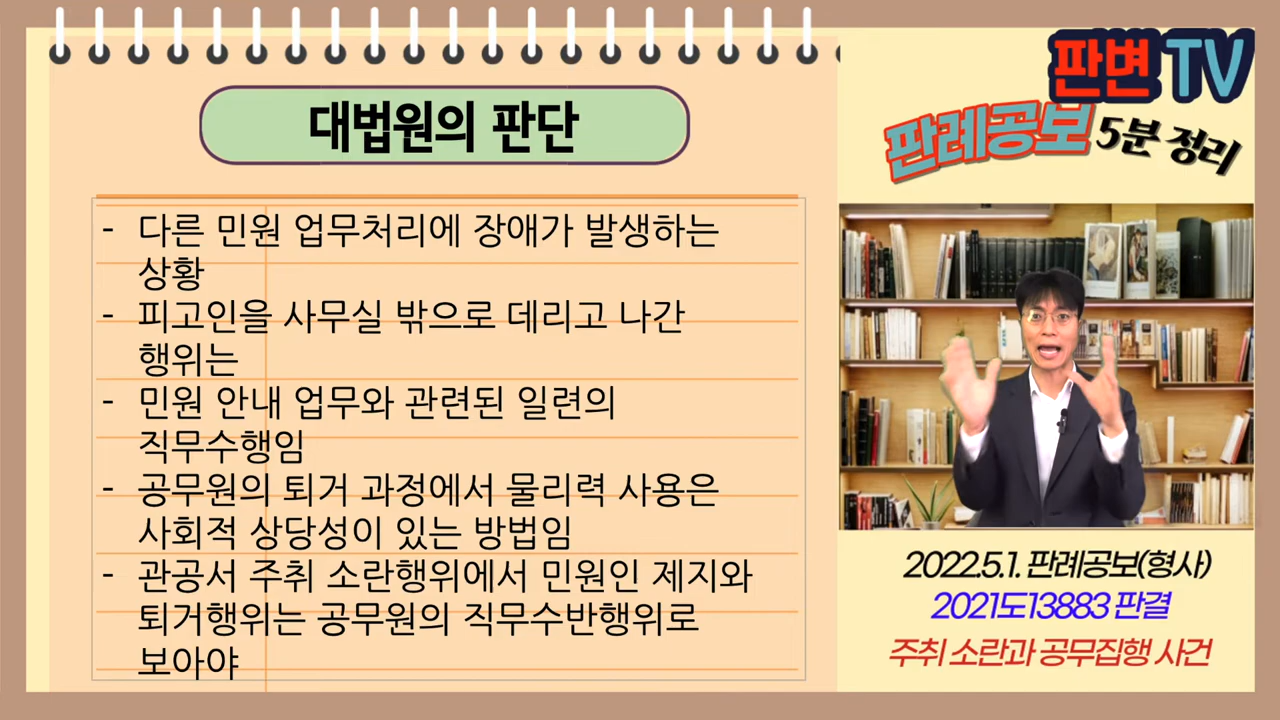 대법원의 판단
- 다른 민원 업무처리에 장애가 발생하는
상황
- 피고인을 사무실 밖으로 데리고 나간
행위는
- 민원 안내 업무와 관련된 일련의
직무수행임
- 공무원의 퇴거 과정에서 물리력 사용은
사회적 상당성이 있는 방법임
- 관공서 주취 소란행위에서 민원인 제지와
퇴거행위는 공무원의 직무수반행위로
보아야
판변 TV
판례공보 5분 정리
2022.5.1. 판례공보(형사)
2021도13883 판결
주취 소란과 공무집행 사건